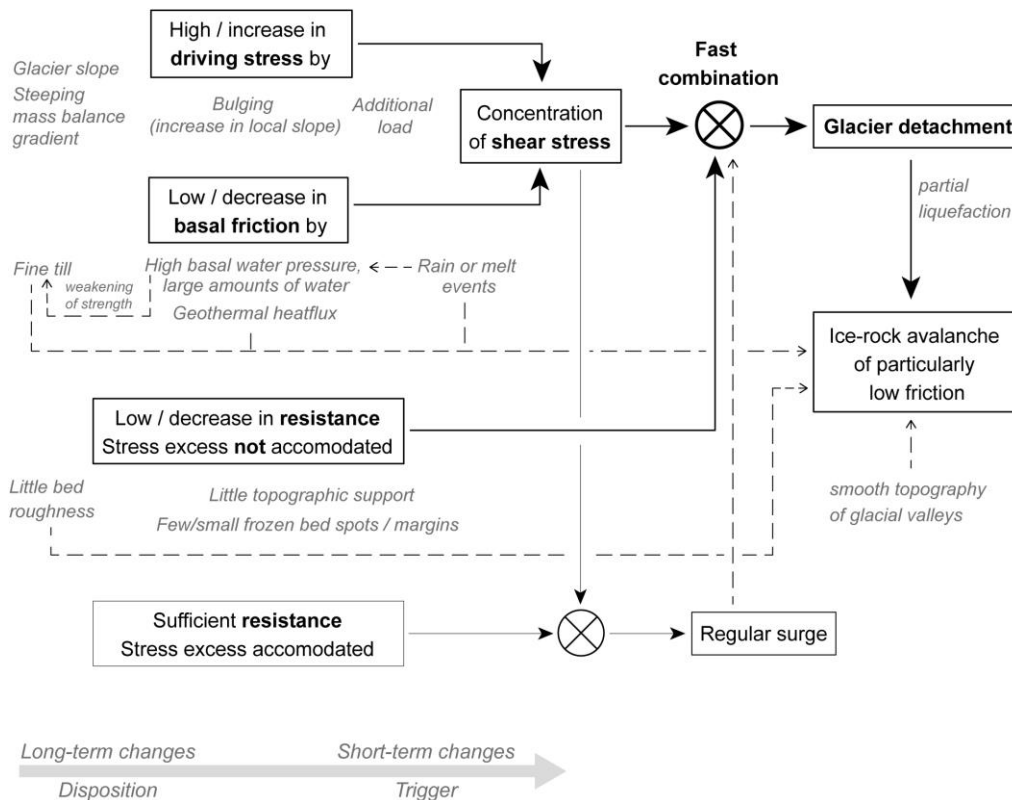 High / increase in
driving stress by
Glacier slope
Steeping
mass balance
gradient
Bulging
(increase in local slope)
Additional
load
Concentration
of shear stress
Fast
combination
Glacier detachment
partial
liquefaction
Low / decrease in
basal friction by
Fine till
weakening
of strength
High basal water pressure,
large amounts of water
Rain or melt
events
Geothermal heatflux
Ice-rock avalanche
of particularly
low friction
Low / decrease in resistance
Stress excess not accomodated
Little bed
roughness
Little topographic support
Few/small frozen bed spots / margins
smooth topography
of glacial valleys
Sufficient resistance
Stress excess accomodated
Regular surge
Long-term changes
Short-term changes
Disposition
Trigger